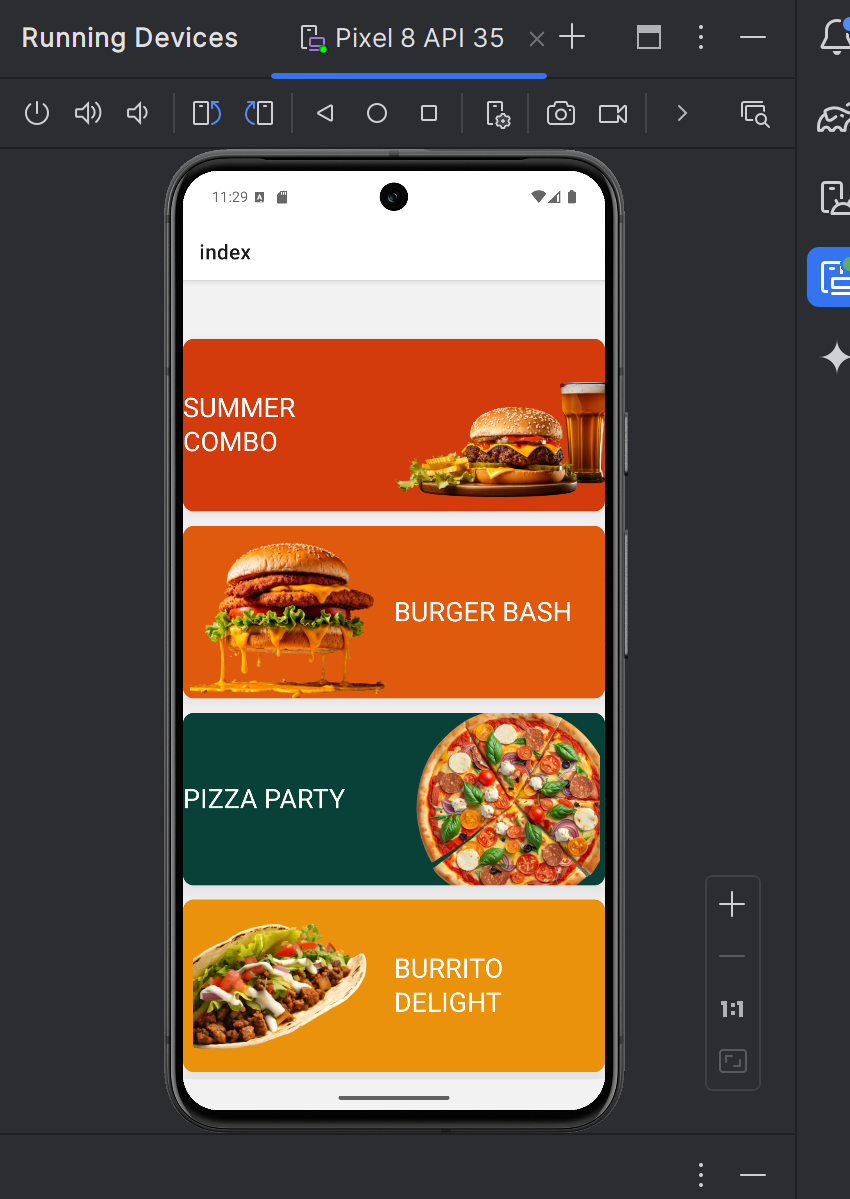 Running Devices
Pixel 8 API 35
11:29
A
index
SUMMER
COMBO
BURGER BASH
PIZZA PARTY
BURRITO
DELIGHT
1:1